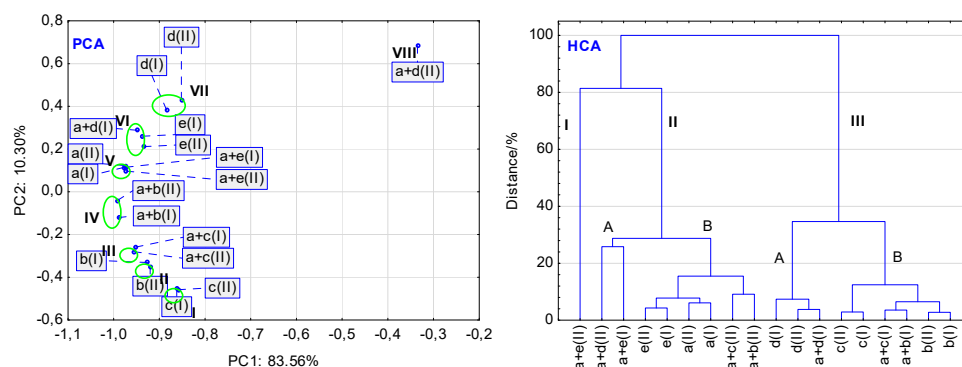 PCA
d(II)
d(I)
VIII
a+d(II)
VII
a+d(I)
VI
e(I)
e(II)
a(II)
a(I)
V
a+e(I)
a+e(II)
a+b(II)
IV
a+b(I)
III
a+c(I)
a+c(II)
b(I)
b(II)
II
c(II)
c(I)
I
0,8
0,6
0,4
0,2
0,0
-0,2
-0,4
-0,6
PC2: 10.30%
-1,1 -1,0 -0,9 -0,8 -0,7 -0,6 -0,5 -0,4 -0,3 -0,2
PC1: 83.56%
HCA
100
80
60
40
20
0
Distance/%
I
II
III
A
B
A
B
a+e(II)
a+d(II)
a+e(I)
e(II)
e(I)
a(II)
a(I)
a+c(II)
a+b(II)
d(I)
d(II)
a+d(I)
c(II)
c(I)
a+c(I)
a+b(I)
b(II)
b(I)